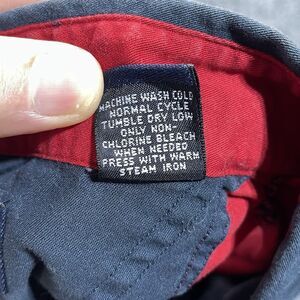 MACHINE WASH COLD
NORMAL CYCLE
TUMBLE DRY LOW
ONLY NON-
CHLORINE BLEACH
WHEN NEEDED
PRESS WITH WARM
STEAM IRON